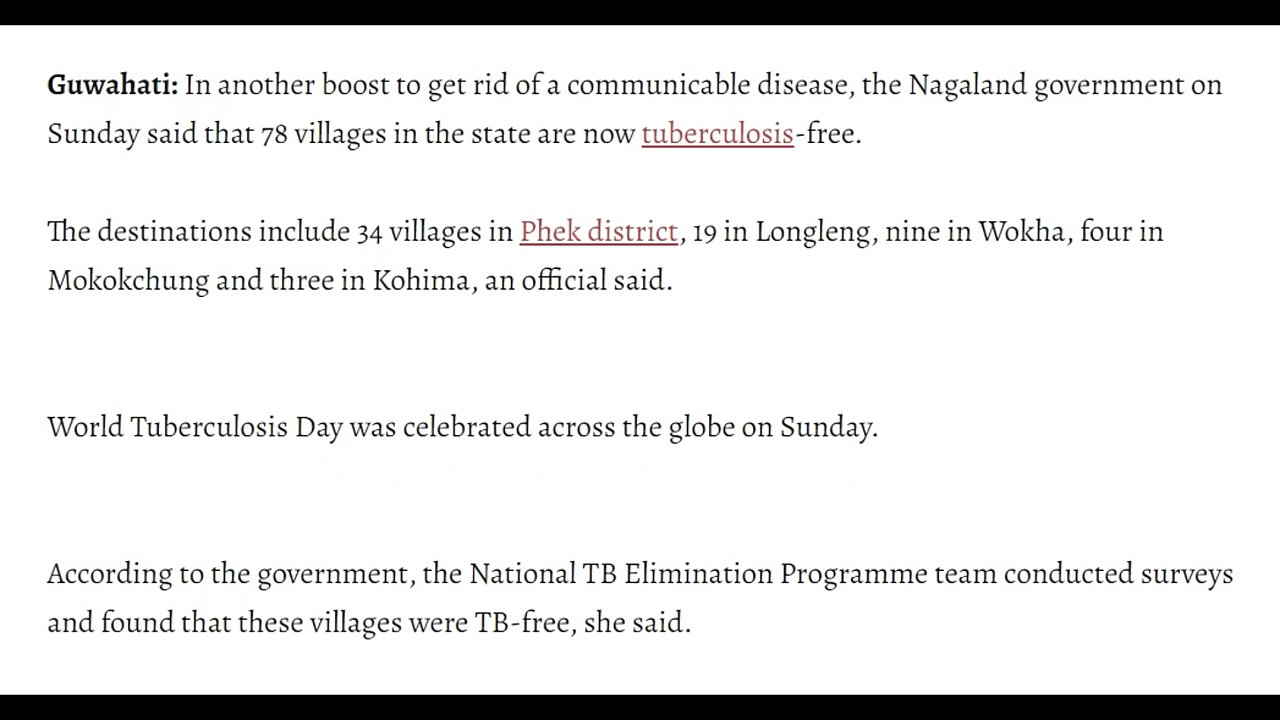 Guwahati: In another boost to get rid of a communicable disease, the Nagaland government on
Sunday said that 78 villages in the state are now tuberculosis-free.
The destinations include 34 villages in Phek district, 19 in Longleng, nine in Wokha, four in
Mokokchung and three in Kohima, an official said.
World Tuberculosis Day was celebrated across the globe on Sunday.
According to the government, the National TB Elimination Programme team conducted surveys
and found that these villages were TB-free, she said.